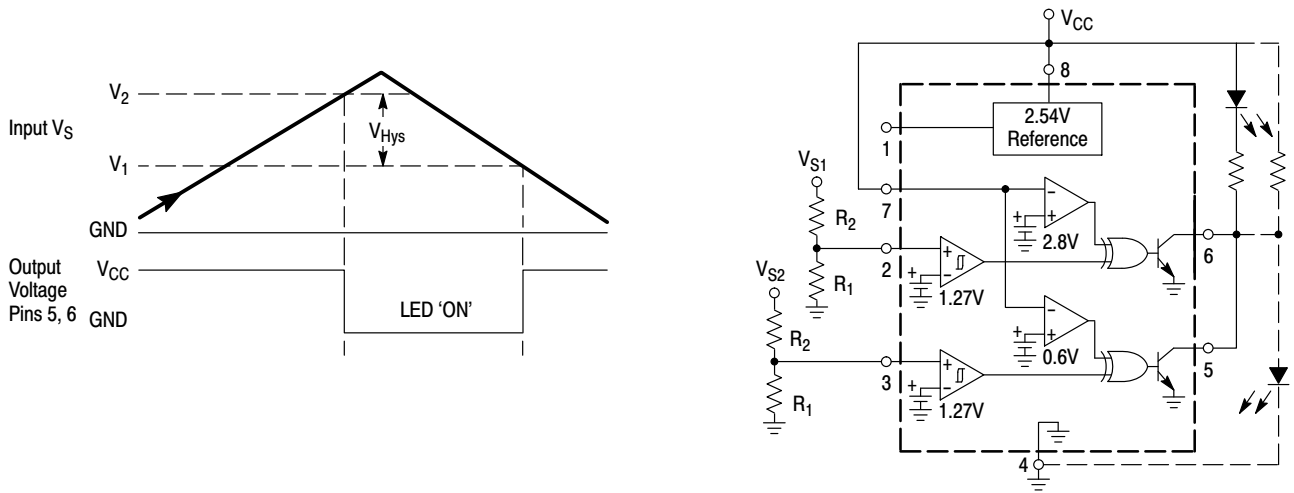 V2
Input VS
VHys
V1
GND
Output
Voltage
Pins 5, 6
VCC
GND
LED 'ON'
VCC
8
2.54V
Reference
1
VS1
7
R2
2.8V
6
2
VS2
R1
1.27V
R2
0.6V
5
3
R1
1.27V
4